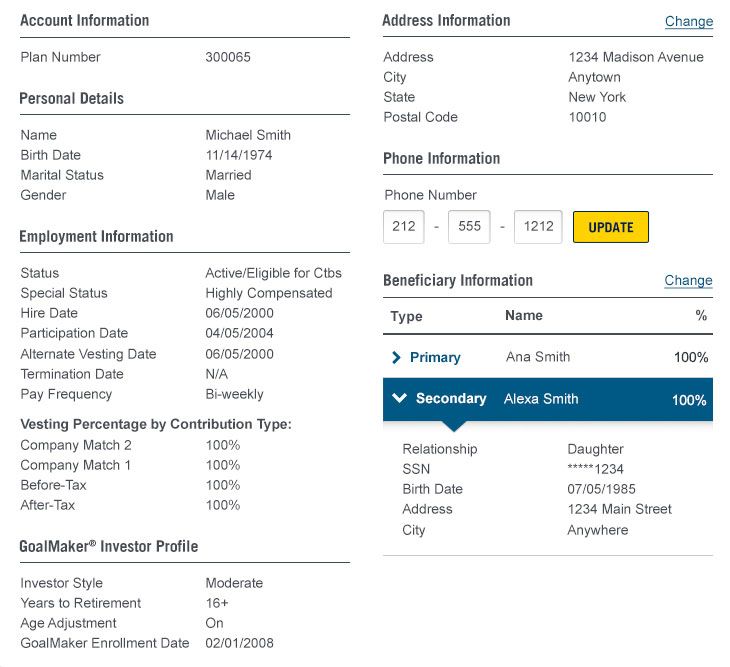 Account Information
Plan Number 300065
Personal Details
Name Michael Smith
Birth Date 11/14/1974
Marital Status Married
Gender Male
Employment Information
Status Active/Eligible for Ctbs
Special Status Highly Compensated
Hire Date 06/05/2000
Participation Date 04/05/2004
Alternate Vesting Date 06/05/2000
Termination Date N/A
Pay Frequency Bi-weekly
Vesting Percentage by Contribution Type:
Company Match 2 100%
Company Match 1 100%
Before-Tax 100%
After-Tax 100%
GoalMaker® Investor Profile
Investor Style Moderate
Years to Retirement 16+
Age Adjustment On
GoalMaker Enrollment Date 02/01/2008
Address Information Change
Address 1234 Madison Avenue
City Anytown
State New York
Postal Code 10010
Phone Information
Phone Number
212 - 555 - 1212 UPDATE
Beneficiary Information Change
Type Name %
Primary Ana Smith 100%
Secondary Alexa Smith 100%
Relationship Daughter
SSN *****1234
Birth Date 07/05/1985
Address 1234 Main Street
City Anywhere